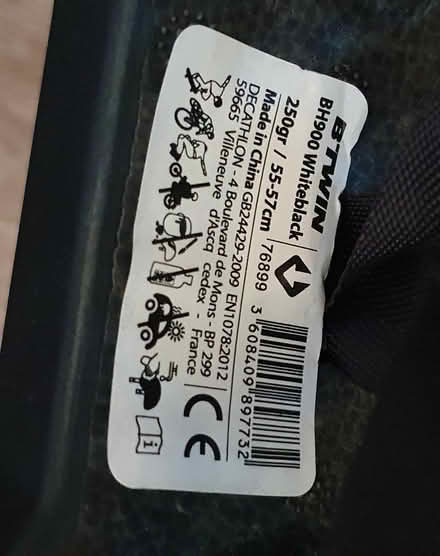 B'TWIN
BH900 Whiteblack
250gr / 55-57cm 76899
Made in China GB24429-2009 EN1078:2012
DECATHLON - 4 Boulevard de Mons - BP 299
59665 Villeneuve d'Ascq cedex - France
CE
3 608409 897732